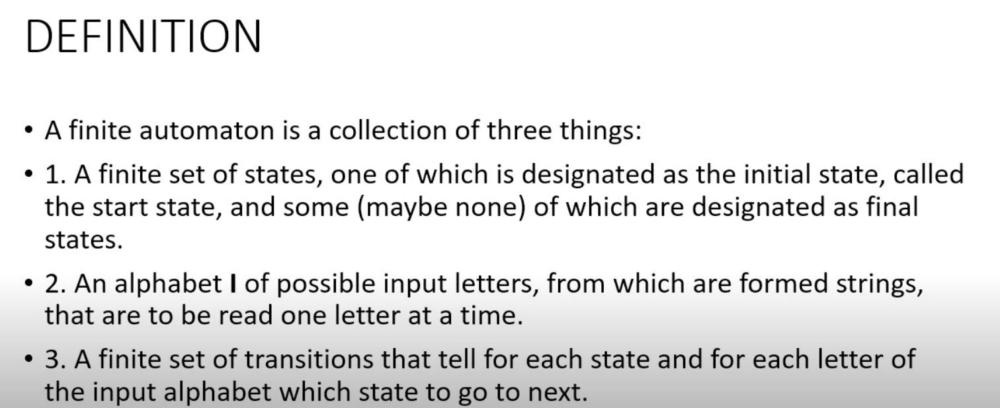 DEFINITION
• A finite automaton is a collection of three things:
• 1. A finite set of states, one of which is designated as the initial state, called
the start state, and some (maybe none) of which are designated as final
states.
• 2. An alphabet I of possible input letters, from which are formed strings,
that are to be read one letter at a time.
• 3. A finite set of transitions that tell for each state and for each letter of
the input alphabet which state to go to next.